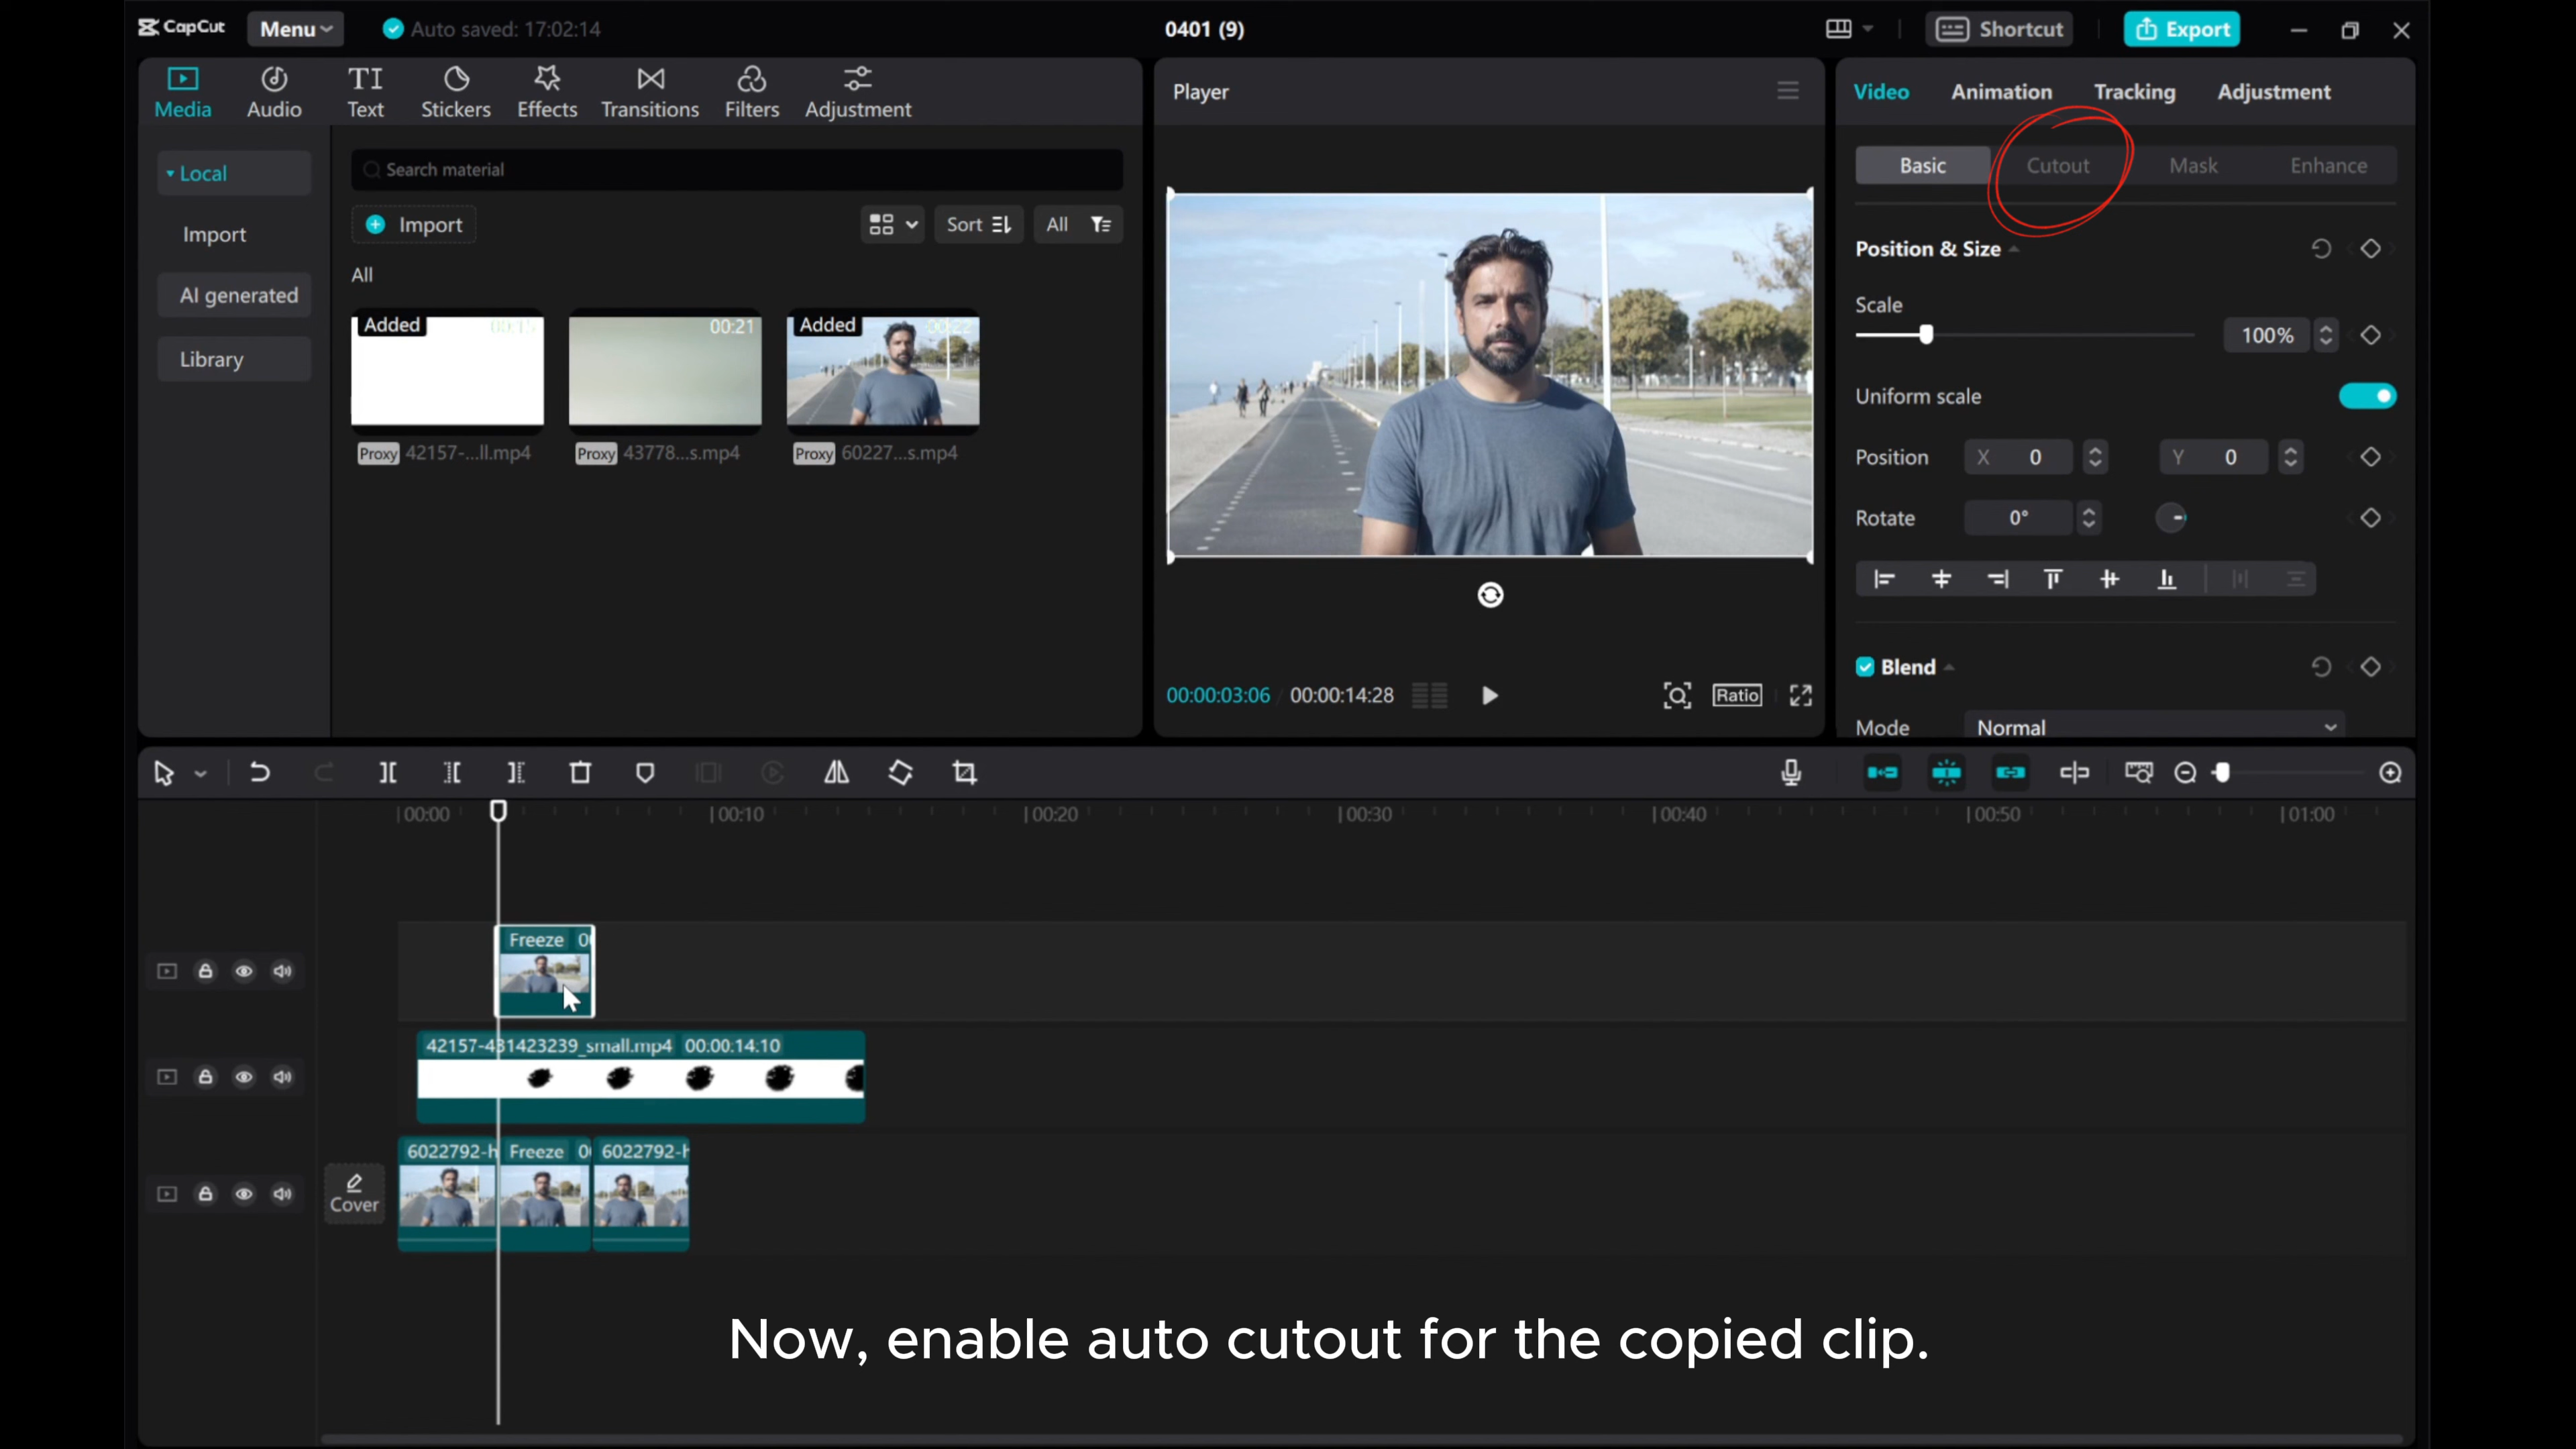 CapCut Menu Auto saved: 17:02:14 0401 (9) Shortcut Export
Media Audio Text Stickers Effects Transitions Filters Adjustment
Player
Video Animation Tracking Adjustment
Local
Search material
Basic Cutout Mask Enhance
Import
Import
Sort All
Position & Size
All
AI generated
Scale
100%
Added Added
00:21
Library
Uniform scale
Proxy 42157-...ll.mp4 Proxy 43778...s.mp4 Proxy 60227...s.mp4
Position X 0 Y 0
Rotate 0°
Blend
00:00:03:06 / 00:00:14:28 Ratio
Mode Normal
00:00 00:10 00:20 00:30 00:40 00:50 01:00
Freeze
42157-431423239_small.mp4 00:00:14:10
Cover
6022792-h Freeze 6022792-h
Now, enable auto cutout for the copied clip.